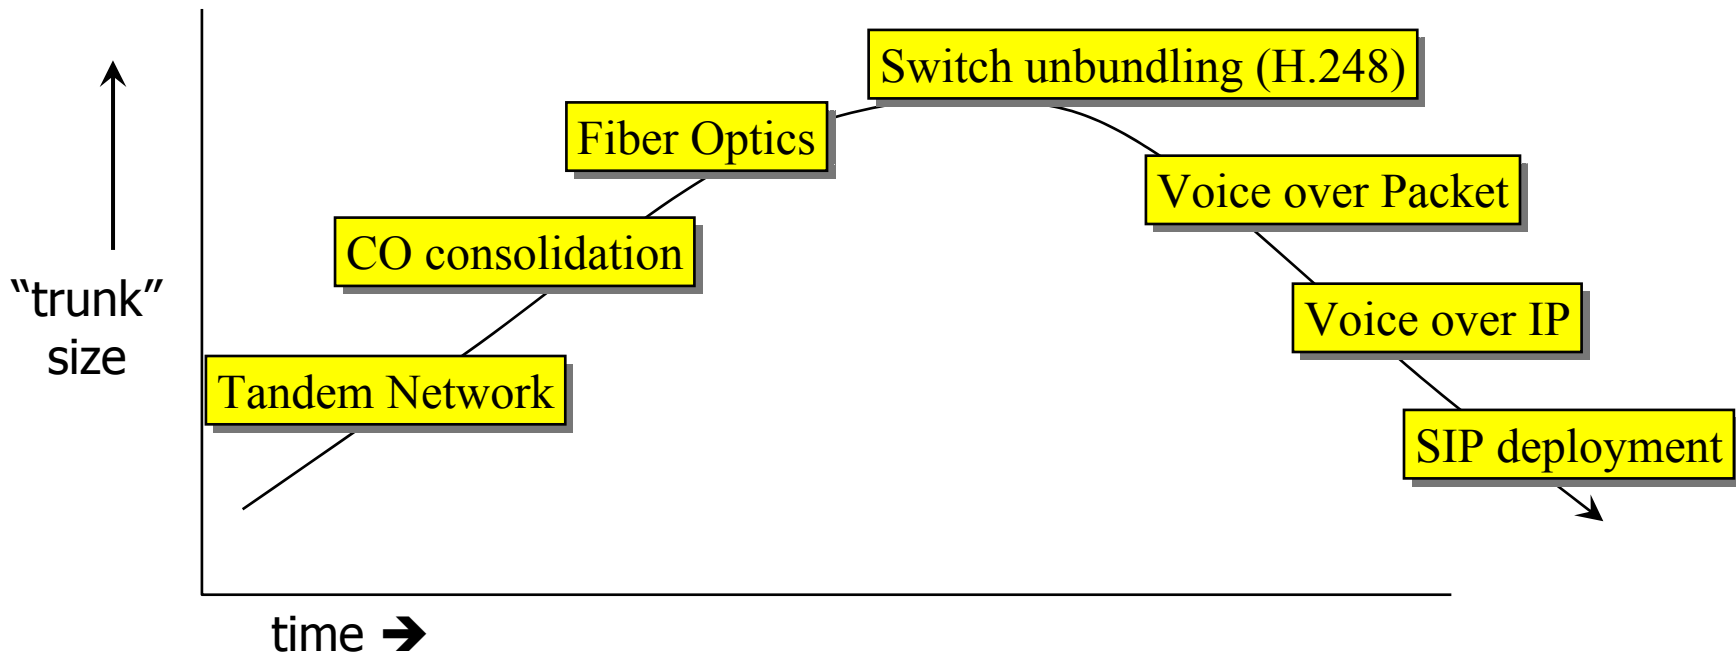 Switch unbundling (H.248)
Fiber Optics
Voice over Packet
CO consolidation
“trunk”
size
Voice over IP
Tandem Network
SIP deployment
time ➔